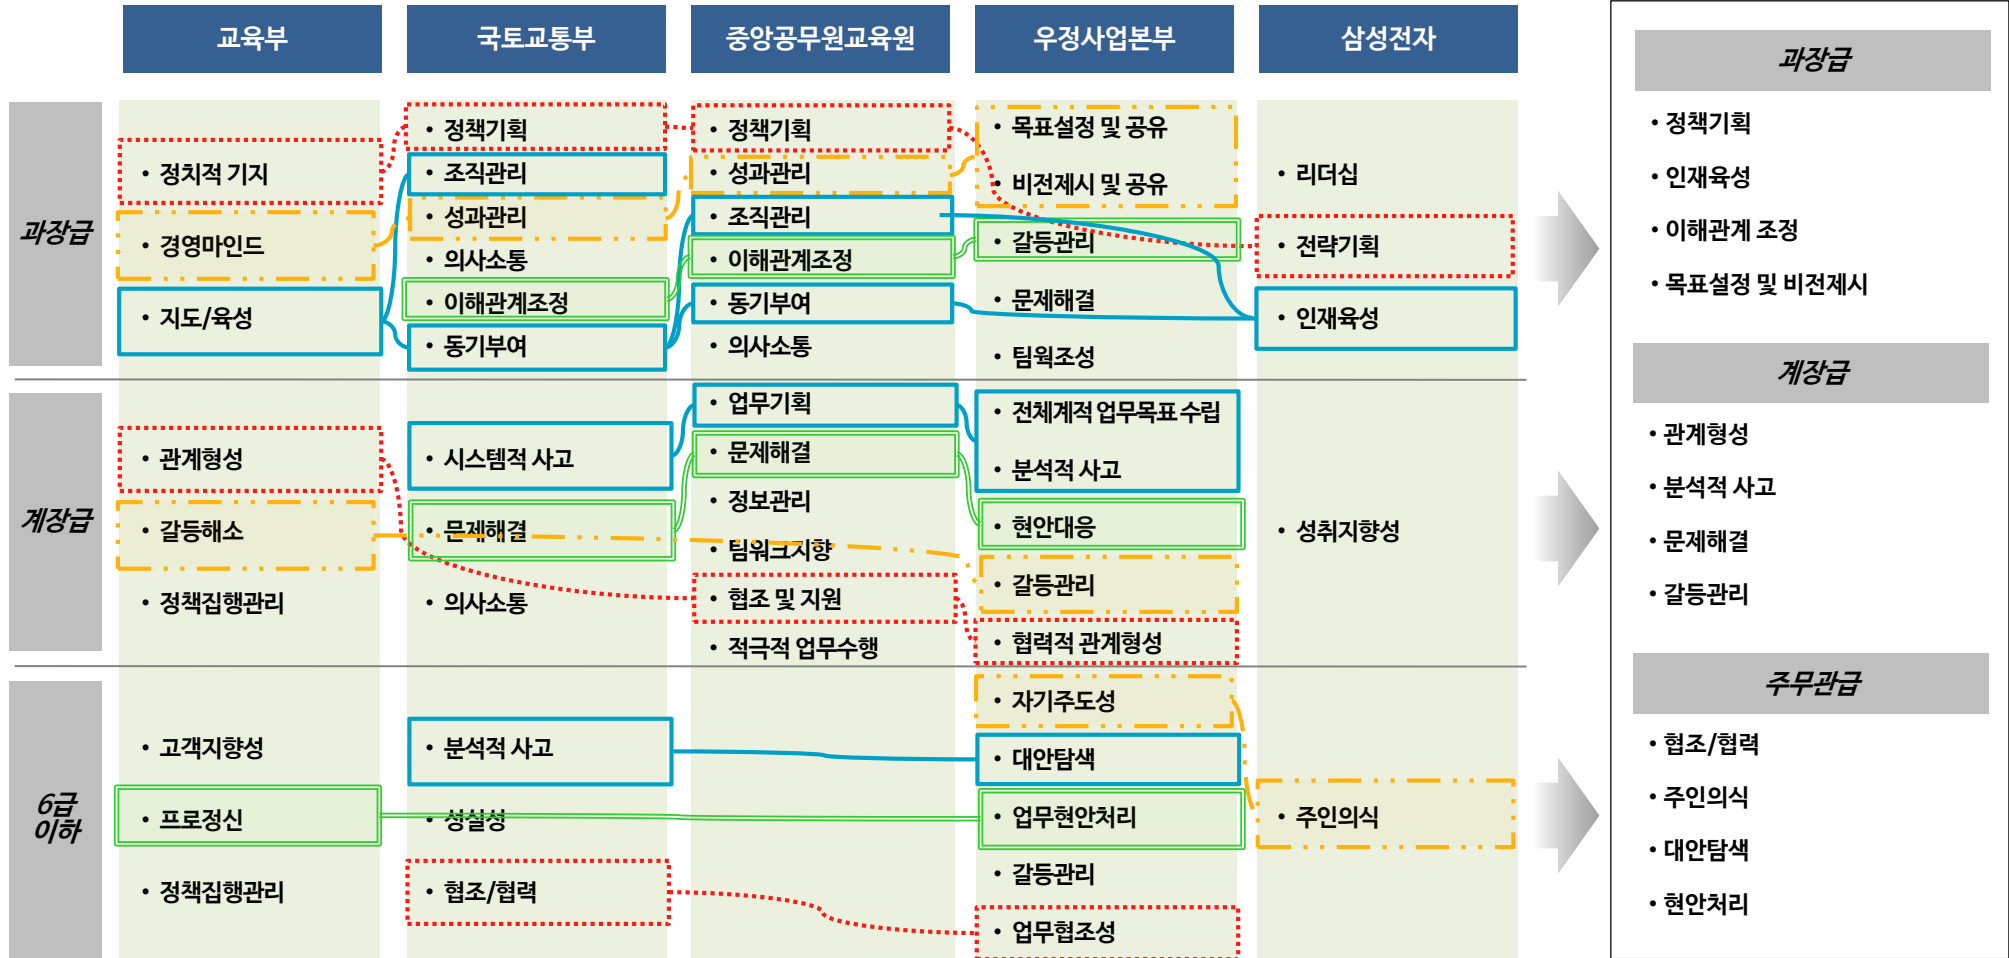 교육부
국토교통부
중앙공무원교육원
우정사업본부
삼성전자
과장급
• 정치적 기지
• 경영마인드
• 지도/육성
• 정책기획
• 조직관리
• 성과관리
• 의사소통
• 이해관계조정
• 동기부여
• 정책기획
• 성과관리
• 조직관리
• 이해관계조정
• 동기부여
• 의사소통
• 목표설정 및 공유
• 비전제시 및 공유
• 갈등관리
• 문제해결
• 팀웍조성
• 리더십
• 전략기획
• 인재육성
계장급
• 관계형성
• 갈등해소
• 정책집행관리
• 시스템적 사고
• 문제해결
• 의사소통
• 업무기획
• 문제해결
• 정보관리
• 팀워크지향
• 협조 및 지원
• 적극적 업무수행
• 전체계적 업무목표 수립
• 분석적 사고
• 현안대응
• 갈등관리
• 협력적 관계형성
• 성취지향성
6급
이하
• 고객지향성
• 프로정신
• 정책집행관리
• 분석적 사고
• 성실성
• 협조/협력
• 자기주도성
• 대안탐색
• 업무현안처리
• 갈등관리
• 업무협조성
• 주인의식
과장급
• 정책기획
• 인재육성
• 이해관계 조정
• 목표설정 및 비전제시
계장급
• 관계형성
• 분석적 사고
• 문제해결
• 갈등관리
주무관급
• 협조/협력
• 주인의식
• 대안탐색
• 현안처리